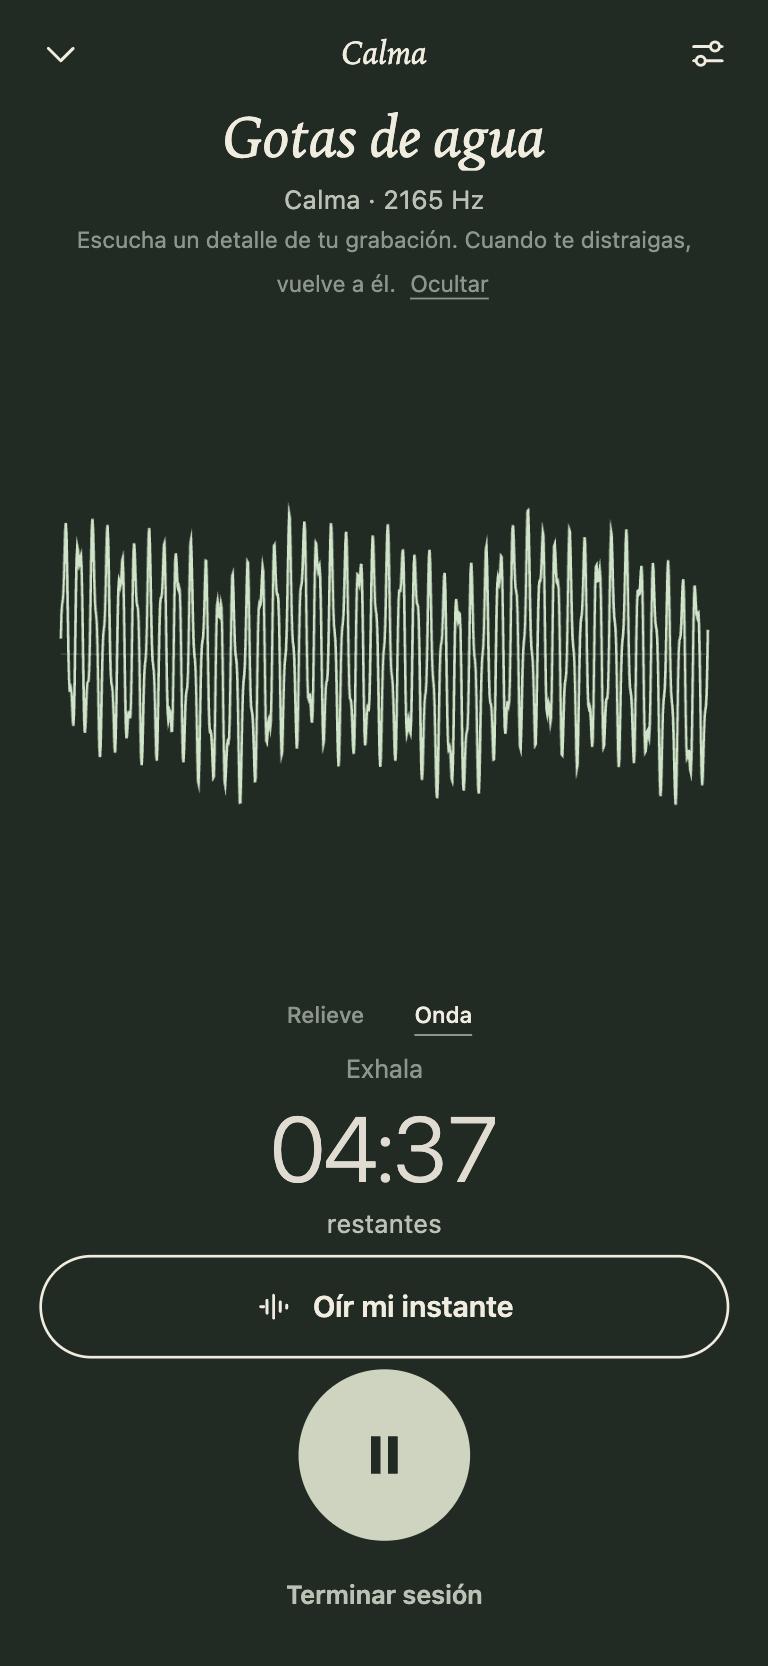 Calma
Gotas de agua
Calma · 2165 Hz
Escucha un detalle de tu grabación. Cuando te distraigas,
vuelve a él. Ocultar
Relieve Onda
Exhala
04:37
restantes
Oír mi instante
Terminar sesión